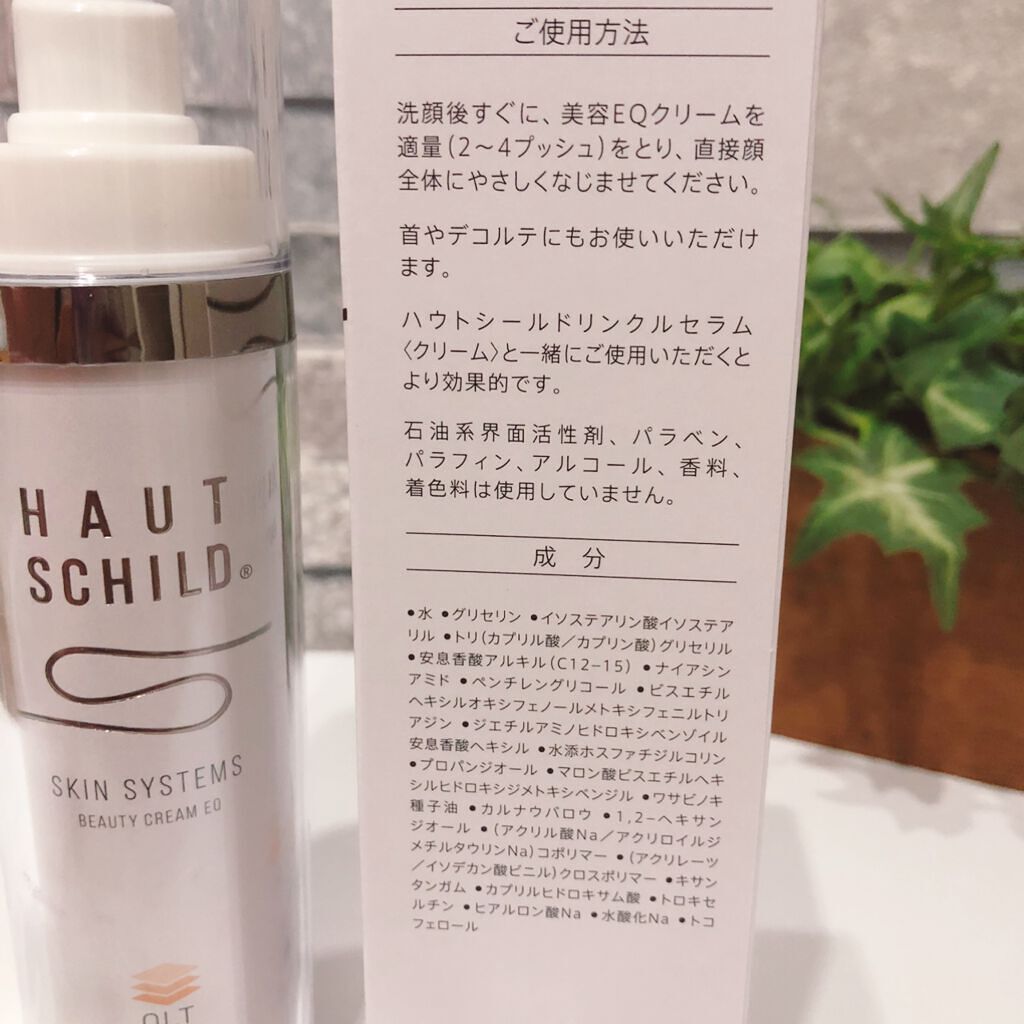 HAUT
SCHILD®
SKIN SYSTEMS
BEAUTY CREAM EQ
QLT
ご使用方法
洗顔後すぐに、美容EQクリームを
適量(2〜4プッシュ)をとり、直接顔
全体にやさしくなじませてください。
首やデコルテにもお使いいただけ
ます。
ハウトシールドリンクルセラム
〈クリーム〉と一緒にご使用いただくと
より効果的です。
石油系界面活性剤、パラベン、
パラフィン、アルコール、香料、
着色料は使用していません。
成 分
●水 ●グリセリン ●イソステアリン酸イソステア
リル ●トリ(カプリル酸/カプリン酸)グリセリル
●安息香酸アルキル(C12-15) ●ナイアシン
アミド ●ペンチレングリコール ●ビスエチル
ヘキシルオキシフェノールメトキシフェニルトリ
アジン ●ジエチルアミノヒドロキシベンゾイル
安息香酸ヘキシル ●水添ホスファチジルコリン
●プロパンジオール ●マロン酸ビスエチルヘキ
シルヒドロキシジメトキシベンジル ●ワサビノキ
種子油 ●カルナウバロウ ●1,2-ヘキサン
ジオール ●(アクリル酸Na/アクリロイルジ
メチルタウリンNa)コポリマー ●(アクリレーツ
/イソデカン酸ビニル)クロスポリマー ●キサン
タンガム ●カプリルヒドロキサム酸 ●トロキセ
ルチン ●ヒアルロン酸Na ●水酸化Na ●トコ
フェロール